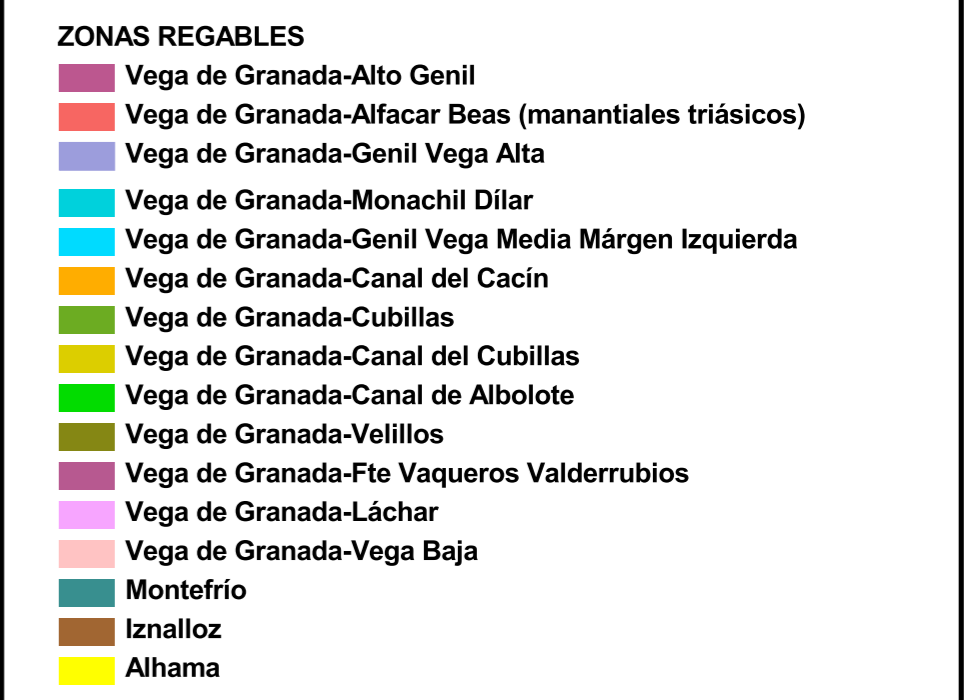 ZONAS REGABLES
Vega de Granada-Alto Genil
Vega de Granada-Alfacar Beas (manantiales triásicos)
Vega de Granada-Genil Vega Alta
Vega de Granada-Monachil Dílar
Vega de Granada-Genil Vega Media Márgen Izquierda
Vega de Granada-Canal del Cacín
Vega de Granada-Cubillas
Vega de Granada-Canal del Cubillas
Vega de Granada-Canal de Albolote
Vega de Granada-Velillos
Vega de Granada-Fte Vaqueros Valderrubios
Vega de Granada-Láchar
Vega de Granada-Vega Baja
Montefrío
Iznalloz
Alhama